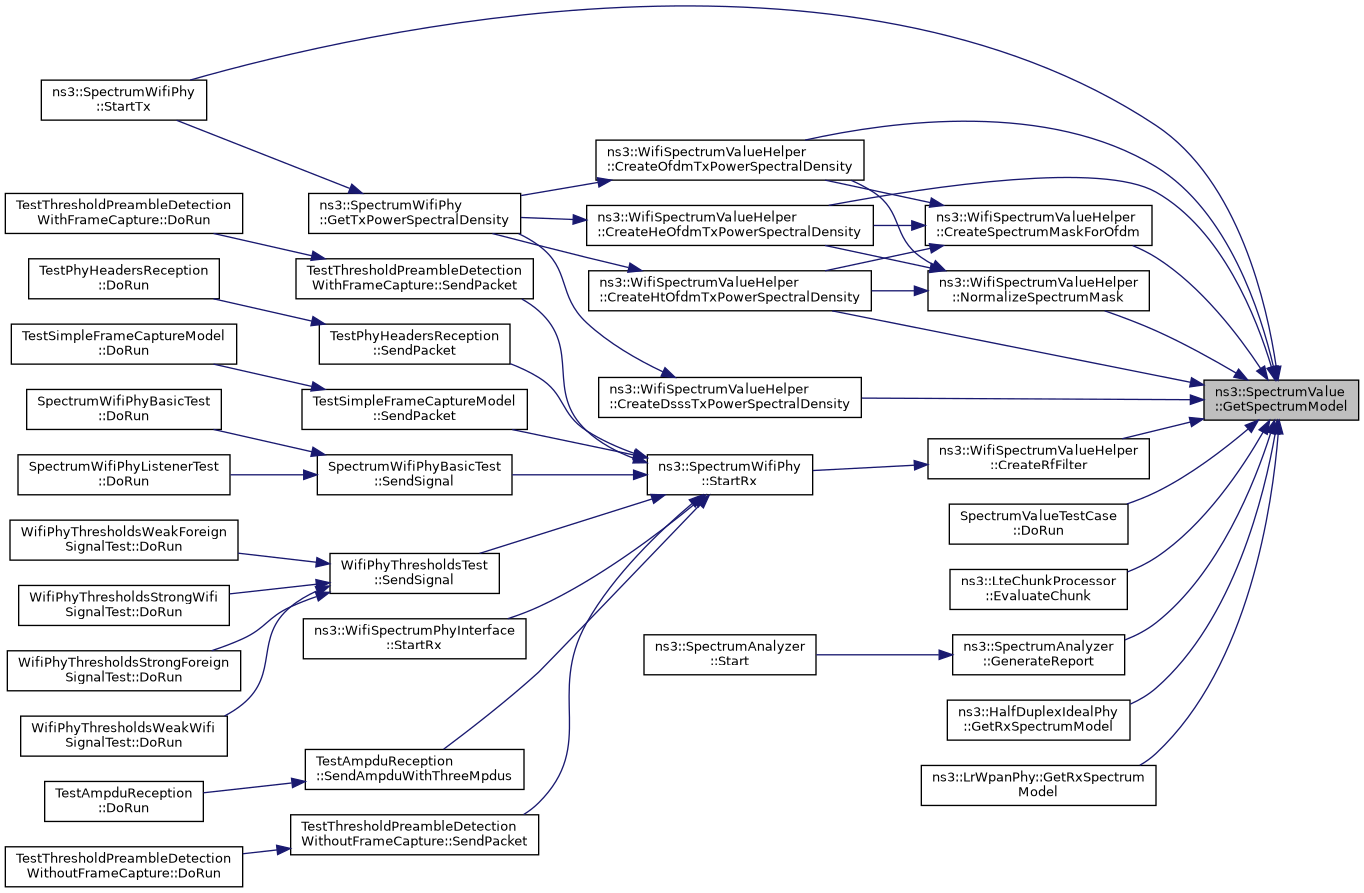 ns3::SpectrumWifiPhy
::StartTx
TestThresholdPreambleDetection
WithFrameCapture::DoRun
TestPhyHeadersReception
::DoRun
TestSimpleFrameCaptureModel
::DoRun
SpectrumWifiPhyBasicTest
::DoRun
SpectrumWifiPhyListenerTest
::DoRun
WifiPhyThresholdsWeakForeign
SignalTest::DoRun
WifiPhyThresholdsStrongWifi
SignalTest::DoRun
WifiPhyThresholdsStrongForeign
SignalTest::DoRun
WifiPhyThresholdsWeakWifi
SignalTest::DoRun
TestAmpduReception
::DoRun
TestThresholdPreambleDetection
WithoutFrameCapture::DoRun
ns3::SpectrumWifiPhy
::GetTxPowerSpectralDensity
TestThresholdPreambleDetection
WithFrameCapture::SendPacket
TestPhyHeadersReception
::SendPacket
TestSimpleFrameCaptureModel
::SendPacket
SpectrumWifiPhyBasicTest
::SendSignal
WifiPhyThresholdsTest
::SendSignal
ns3::WifiSpectrumPhyInterface
::StartRx
TestAmpduReception
::SendAmpduWithThreeMpdus
TestThresholdPreambleDetection
WithoutFrameCapture::SendPacket
ns3::WifiSpectrumValueHelper
::CreateOfdmTxPowerSpectralDensity
ns3::WifiSpectrumValueHelper
::CreateHeOfdmTxPowerSpectralDensity
ns3::WifiSpectrumValueHelper
::CreateHtOfdmTxPowerSpectralDensity
ns3::WifiSpectrumValueHelper
::CreateDsssTxPowerSpectralDensity
ns3::SpectrumWifiPhy
::StartRx
ns3::SpectrumAnalyzer
::Start
ns3::WifiSpectrumValueHelper
::CreateSpectrumMaskForOfdm
ns3::WifiSpectrumValueHelper
::NormalizeSpectrumMask
ns3::WifiSpectrumValueHelper
::CreateRfFilter
SpectrumValueTestCase
::DoRun
ns3::LteChunkProcessor
::EvaluateChunk
ns3::SpectrumAnalyzer
::GenerateReport
ns3::HalfDuplexIdealPhy
::GetRxSpectrumModel
ns3::LrWpanPhy::GetRxSpectrum
Model
ns3::SpectrumValue
::GetSpectrumModel